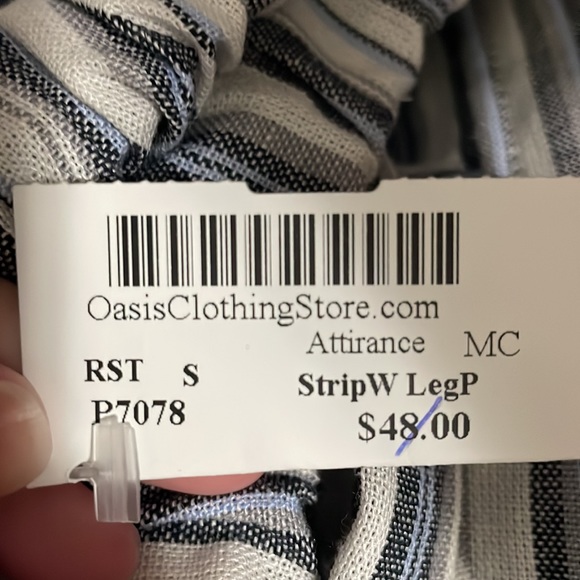 OasisClothingStore.com
Attirance MC
RST S StripW LegP
P7078 $48.00